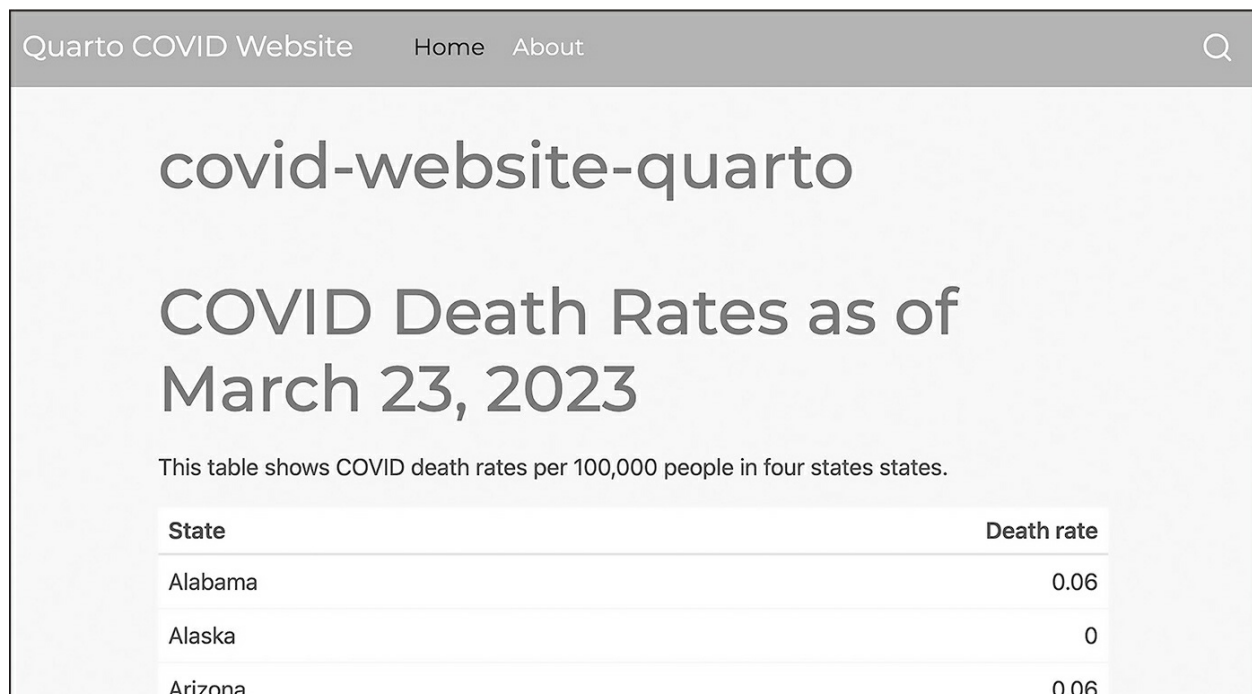 Quarto COVID Website Home About
covid-website-quarto
COVID Death Rates as of
March 23, 2023
This table shows COVID death rates per 100,000 people in four states states.
State Death rate
Alabama 0.06
Alaska 0
Arizona 0.06